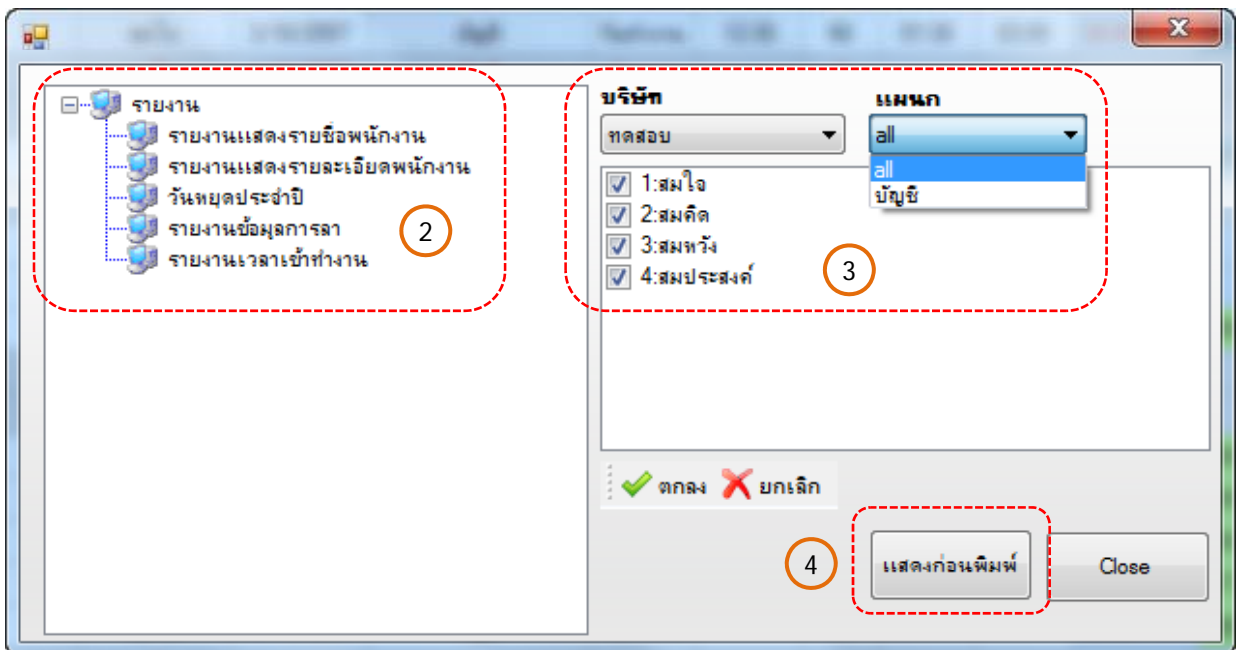 รายงาน
รายงานแสดงรายชื่อพนักงาน
รายงานแสดงรายละเอียดพนักงาน
วันหยุดประจำปี
รายงานข้อมุลการลา
รายงานเวลาเข้าทำงาน
2
บริษัท
แผนก
ทดสอบ
all
all
บัญชี
1:สมใจ
2:สมคิด
3:สมหวัง
4:สมประสงค์
3
ตกลง ยกเลิก
4
แสดงก่อนพิมพ์
Close